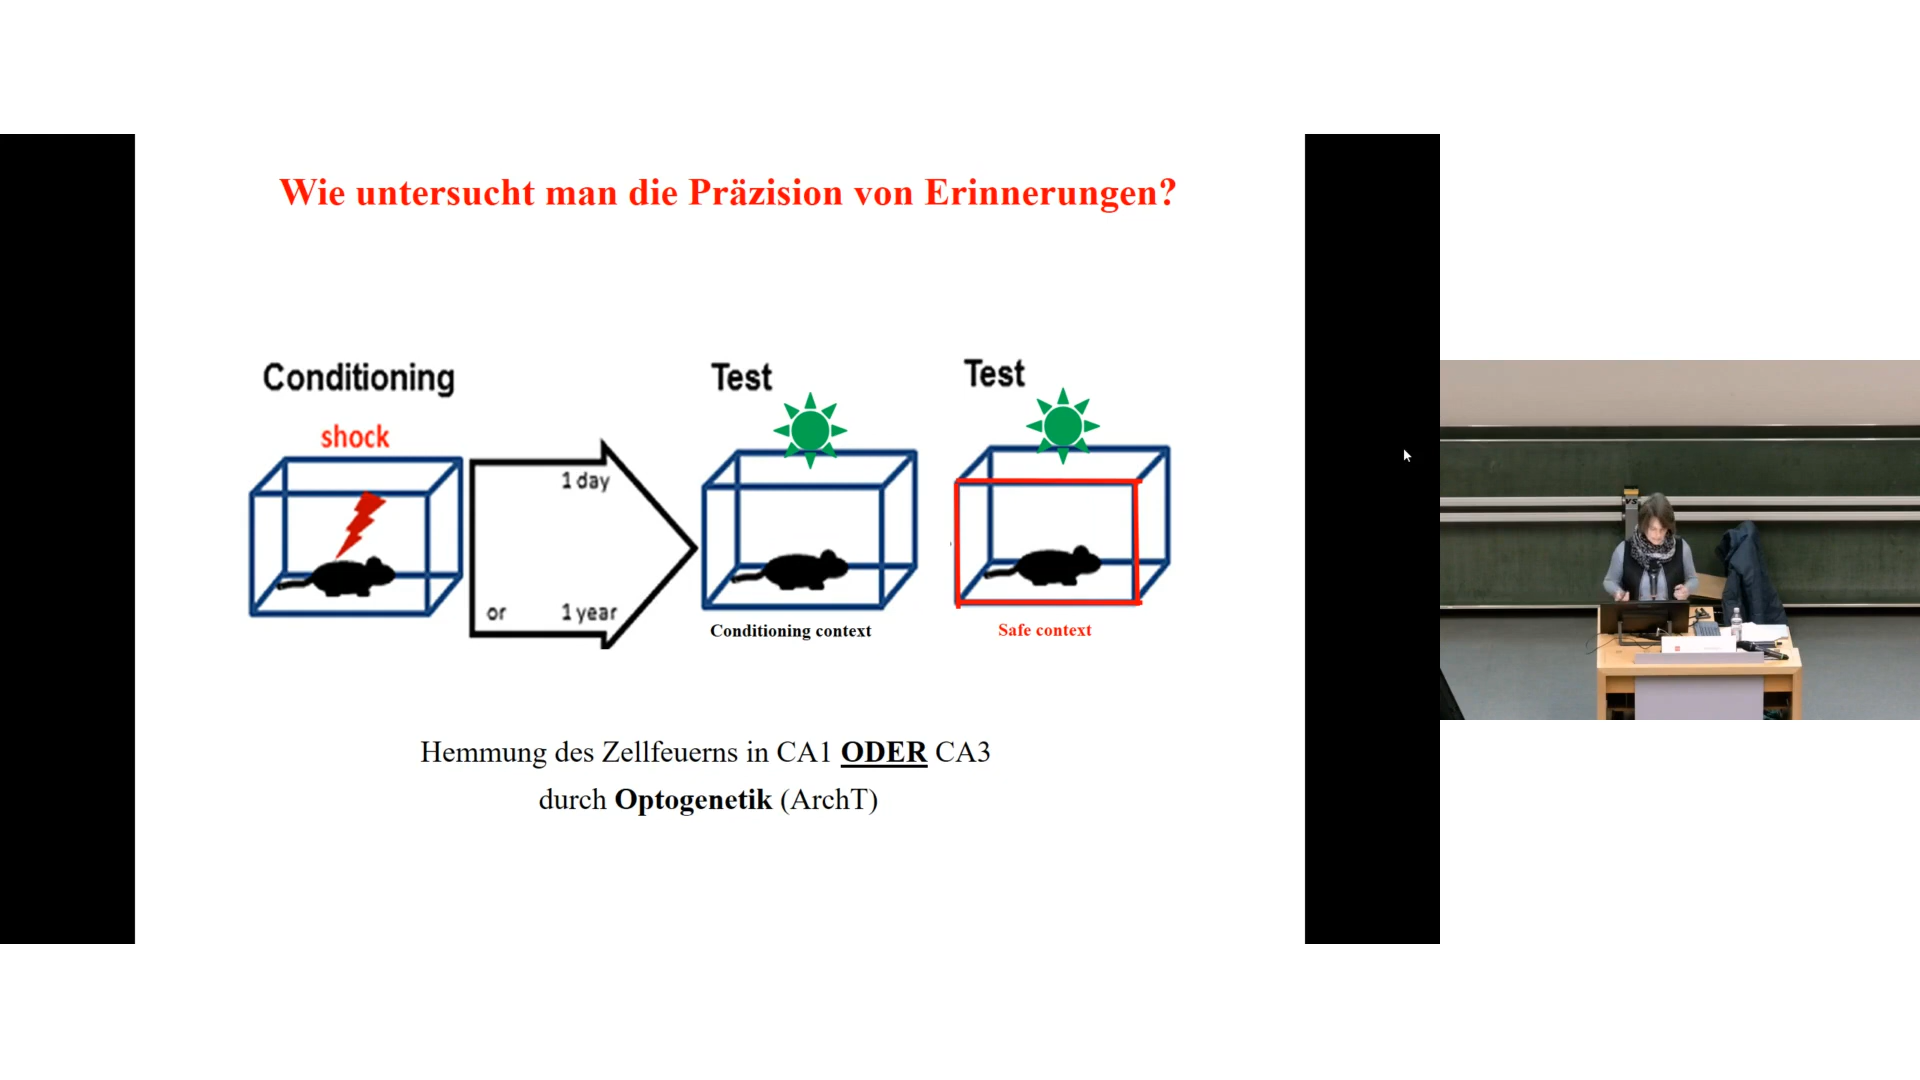 Wie untersucht man die Präzision von Erinnerungen?
Conditioning
Test
Test
shock
1 day
or 1 year
Conditioning context
Safe context
Hemmung des Zellfeuerns in CA1 ODER CA3
durch Optogenetik (ArchT)